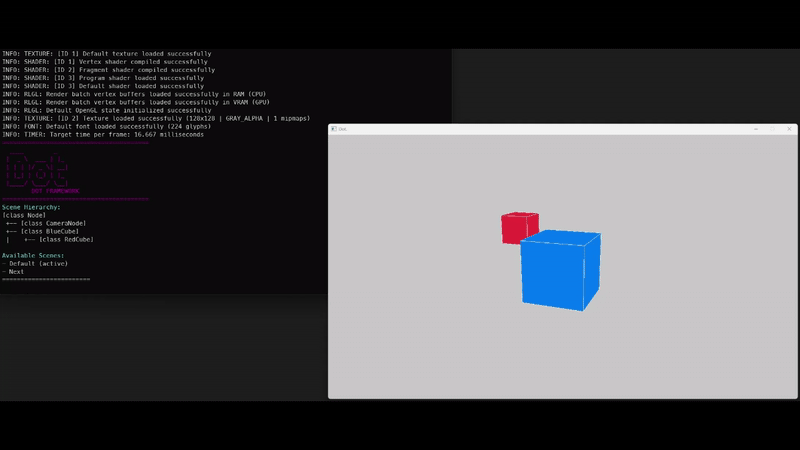 INFO: TEXTURE: [ID 1] Default texture loaded successfully
INFO: SHADER: [ID 1] Vertex shader compiled successfully
INFO: SHADER: [ID 2] Fragment shader compiled successfully
INFO: SHADER: [ID 3] Program shader loaded successfully
INFO: SHADER: [ID 3] Default shader loaded successfully
INFO: RLGL: Render batch vertex buffers loaded successfully in RAM (CPU)
INFO: RLGL: Render batch vertex buffers loaded successfully in VRAM (GPU)
INFO: RLGL: Default OpenGL state initialized successfully
INFO: TEXTURE: [ID 2] Texture loaded successfully (128x128 | GRAY_ALPHA | 1 mipmaps)
INFO: FONT: Default font loaded successfully (224 glyphs)
INFO: TIMER: Target time per frame: 16.667 milliseconds
Dot
DOT FRAMEWORK
Scene Hierarchy:
[class Node]
+-- [class CameraNode]
+-- [class BlueCube]
|    +-- [class RedCube]
Available Scenes:
- Default (active)
- Next
========================